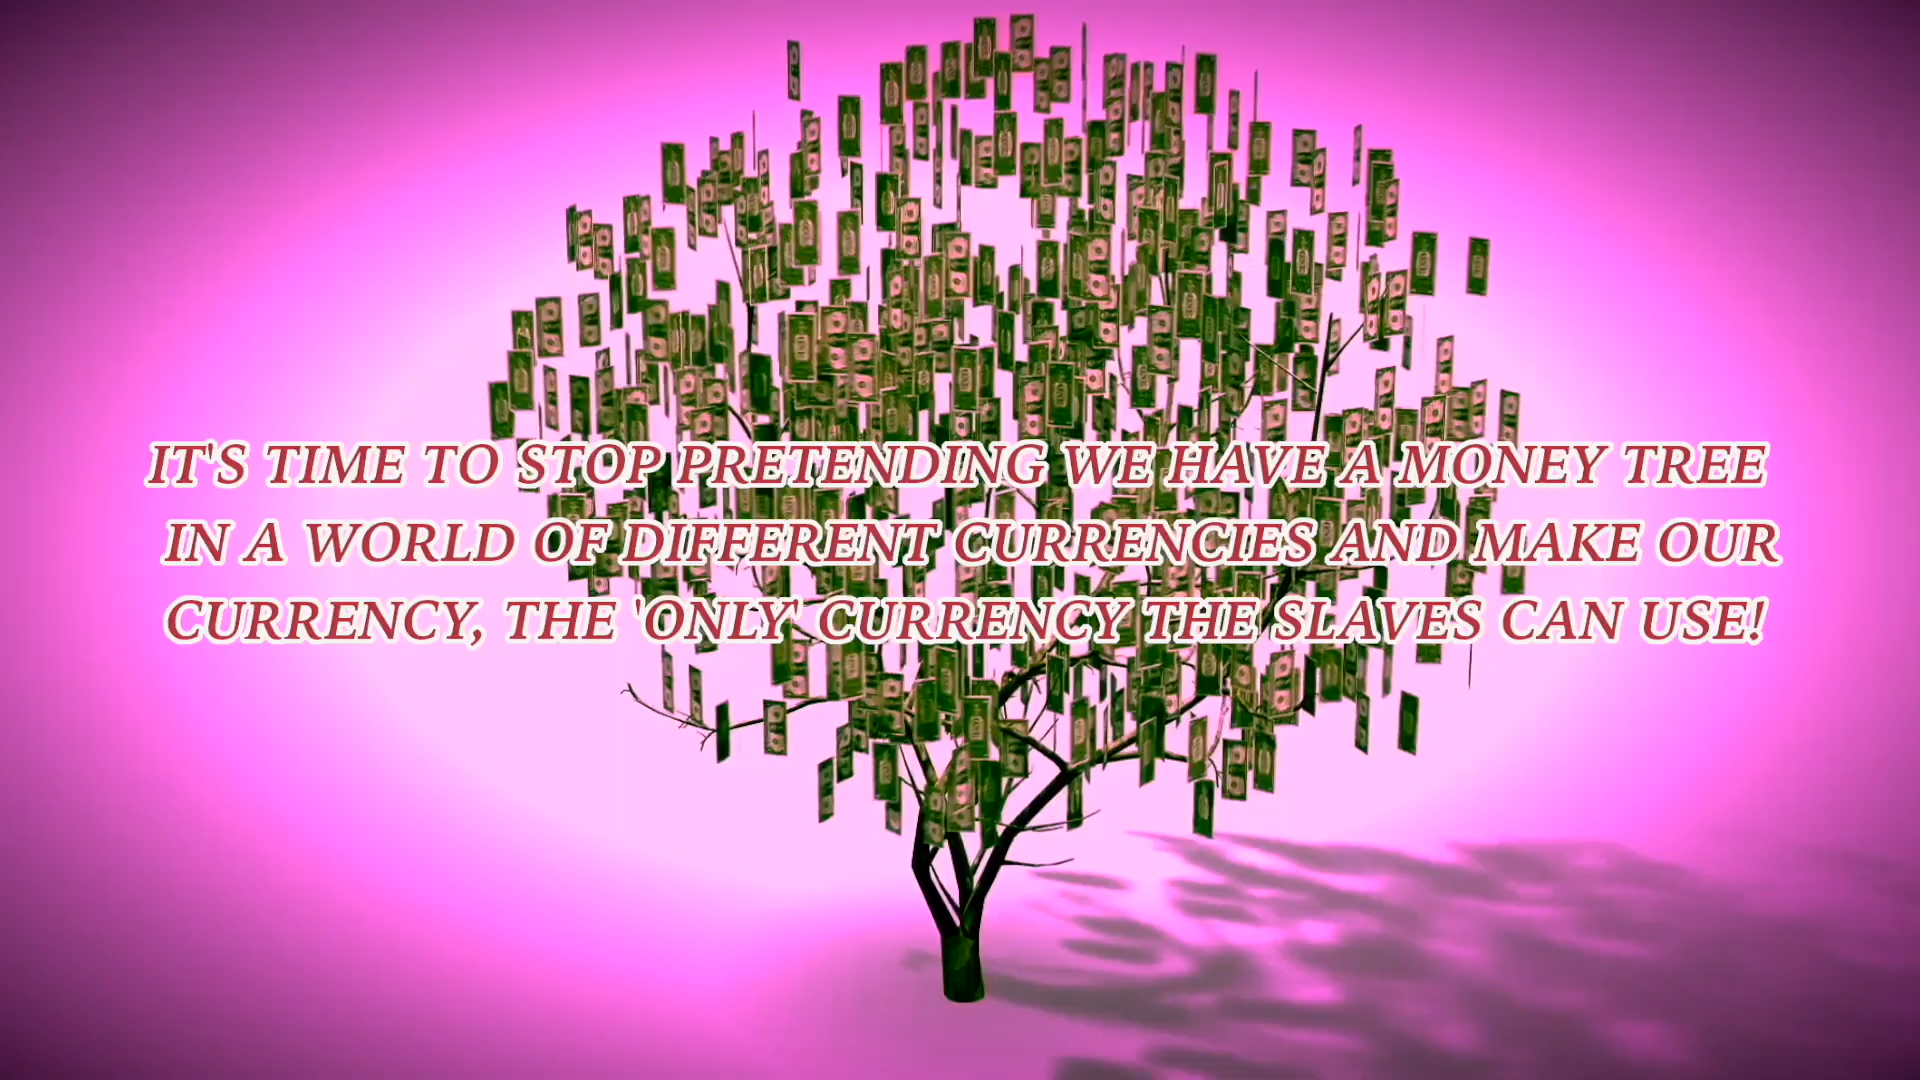 IT'S TIME TO STOP PRETENDING WE HAVE A MONEY TREE
IN A WORLD OF DIFFERENT CURRENCIES AND MAKE OUR
CURRENCY, THE 'ONLY' CURRENCY THE SLAVES CAN USE!